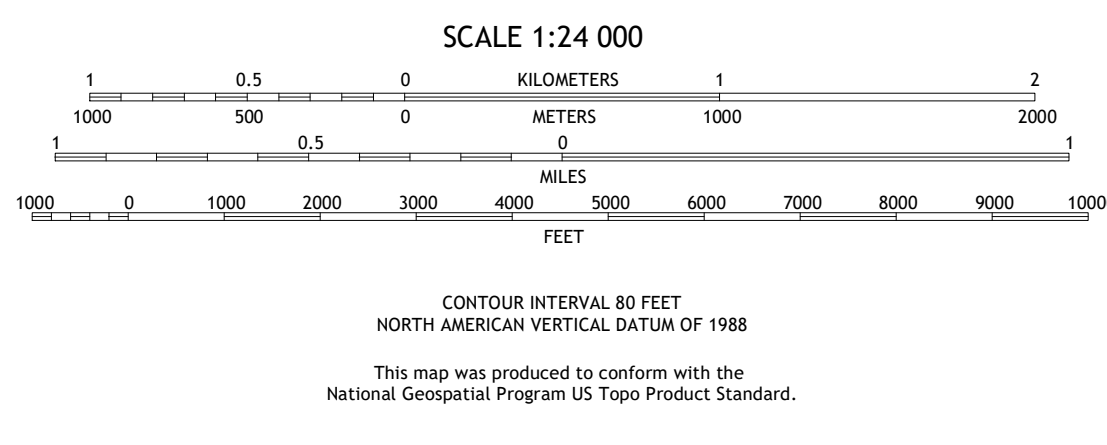 SCALE 1:24 000
1 0.5 0 KILOMETERS 1 2
1000 500 0 METERS 1000 2000
1 0.5 0 1
MILES
1000 0 1000 2000 3000 4000 5000 6000 7000 8000 9000 1000
FEET
CONTOUR INTERVAL 80 FEET
NORTH AMERICAN VERTICAL DATUM OF 1988
This map was produced to conform with the
National Geospatial Program US Topo Product Standard.